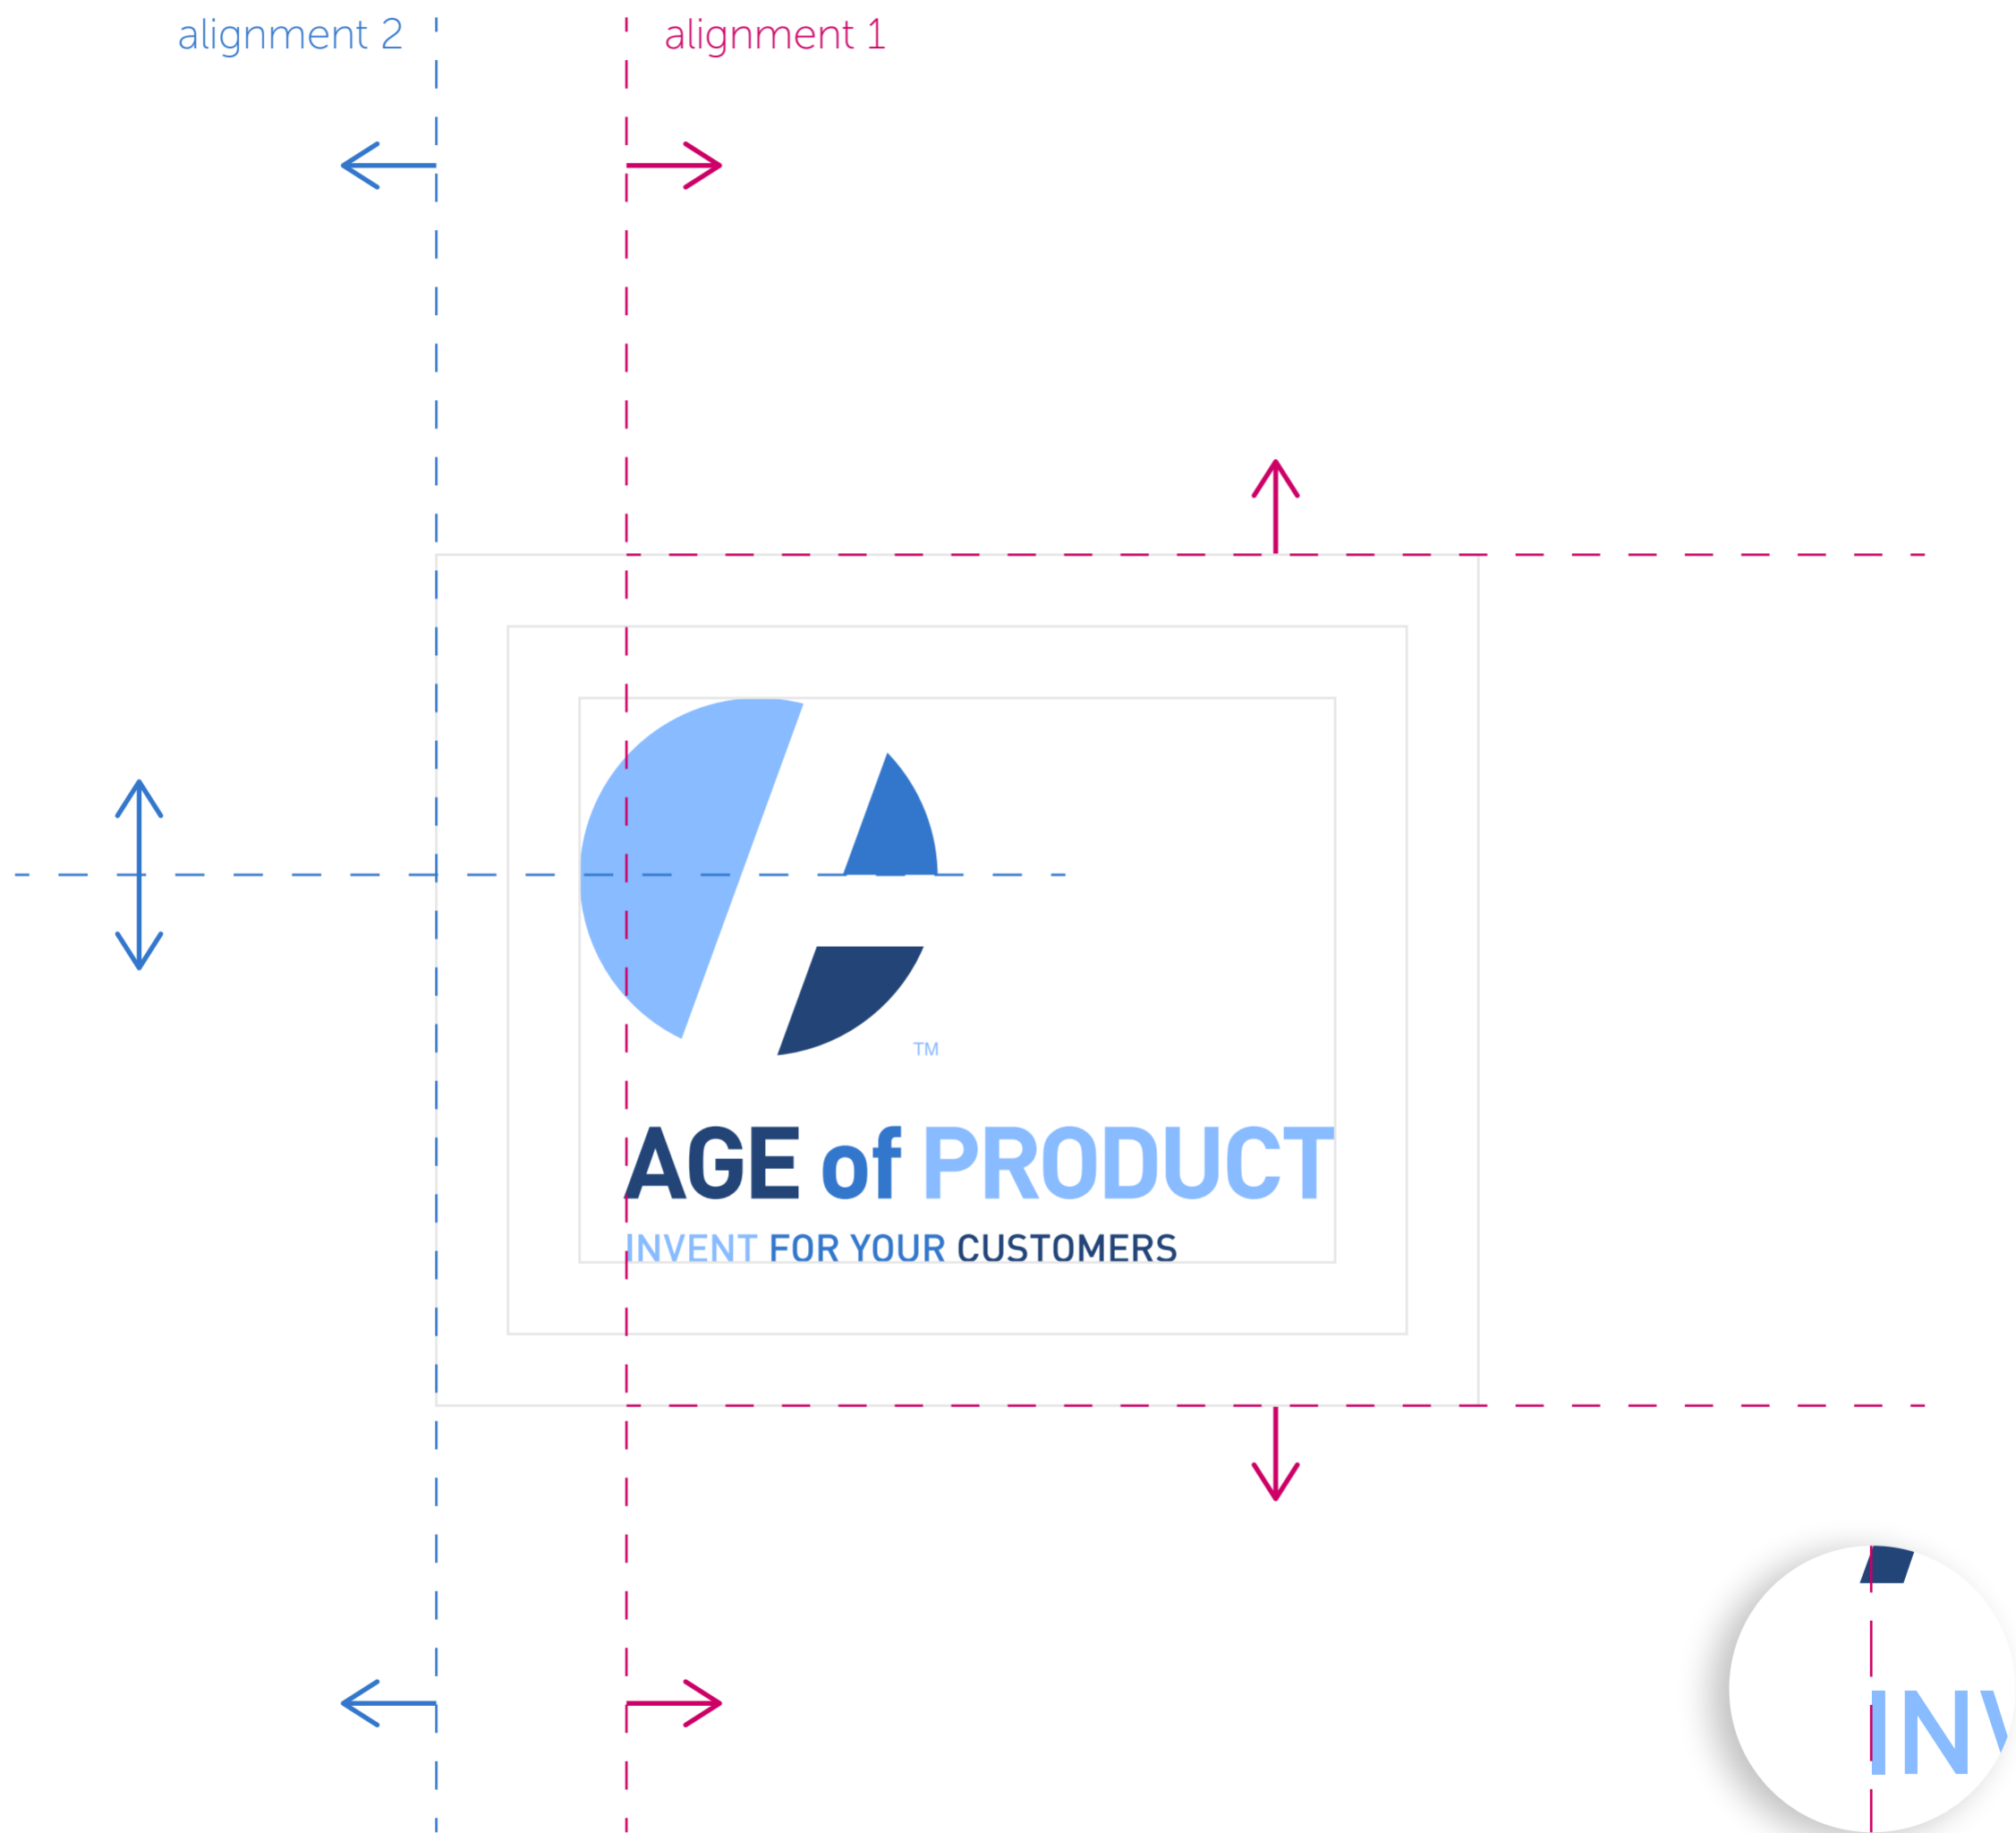 alignment 2
alignment 1
TM
AGE of PRODUCT
INVENT FOR YOUR CUSTOMERS
INV